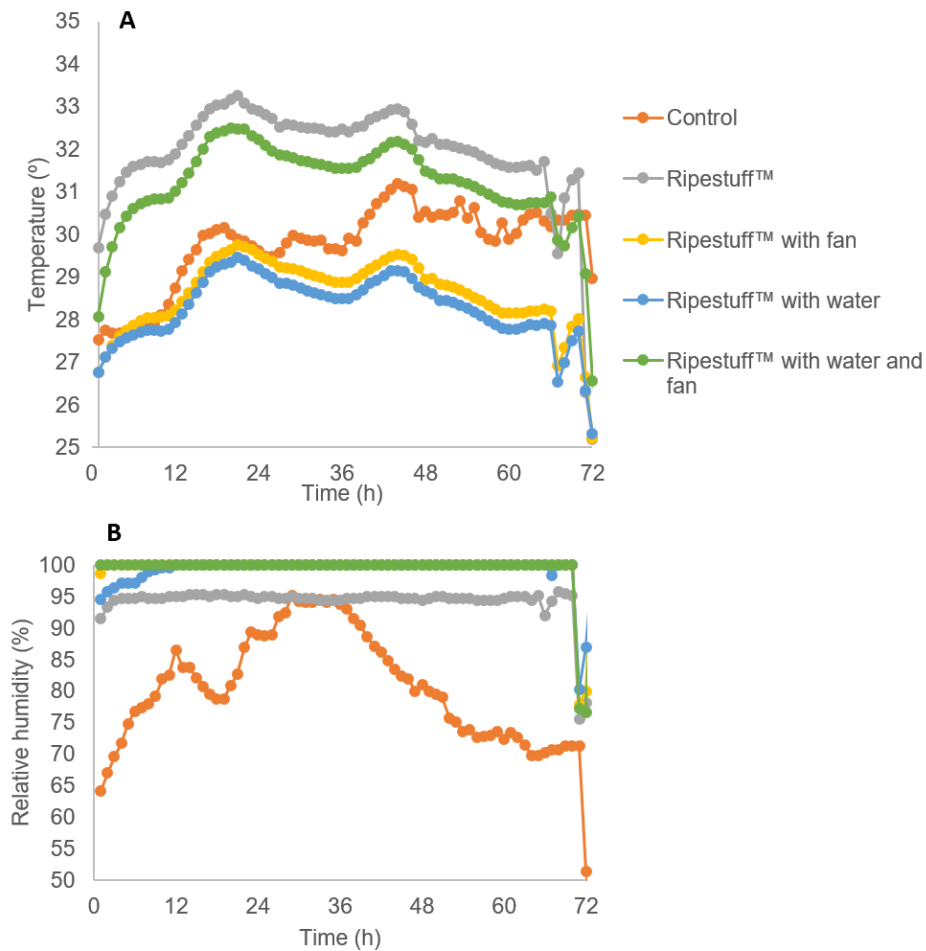 A
35
34
33
32
31
30
29
28
27
26
25
Temperature (º)
0 12 24 36 48 60 72
Time (h)
Control
Ripestuff™
Ripestuff™ with fan
Ripestuff™ with water
Ripestuff™ with water and
fan
B
100
95
90
85
80
75
70
65
60
55
50
Relative humidity (%)
0 12 24 36 48 60 72
Time (h)